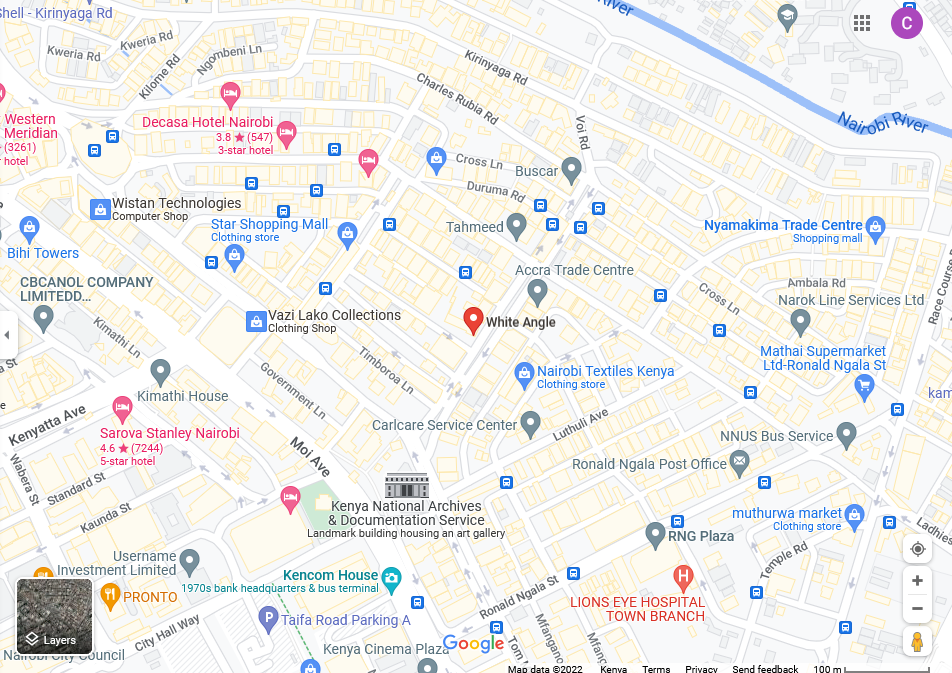 Shell - Kirinyaga Rd
River
C
Kweria Rd
Kweria Rd
Ngombeni Ln
Kilome Rd
Kirinyaga Rd
Charles Rubia Rd
Voi Rd
Nairobi River
Western
Meridian
(3261)
hotel
Decasa Hotel Nairobi
3.8 ★ (547)
3-star hotel
Cross Ln
Buscar
Duruma Rd
Wistan Technologies
Computer Shop
Star Shopping Mall
Clothing store
Tahmeed
Nyamakima Trade Centre
Shopping mall
Bihi Towers
CBCANOL COMPANY
LIMITEDD...
Accra Trade Centre
Ambala Rd
Cross Ln
Narok Line Services Ltd
Race Course
Vazi Lako Collections
Clothing Shop
White Angle
Kimathi Ln
Timboroa Ln
Mathai Supermarket
Ltd-Ronald Ngala St
Nairobi Textiles Kenya
Clothing store
Kimathi House
Government Ln
kam
Kenyatta Ave
Sarova Stanley Nairobi
4.6 ★ (7244)
5-star hotel
Carlcare Service Center
Luthuli Ave
NNUS Bus Service
Moi Ave
Wabera St
Standard St
Kaunda St
Ronald Ngala Post Office
Kenya National Archives
& Documentation Service
Landmark building housing an art gallery
muthurwa market
Clothing store
Ladhies
RNG Plaza
Temple Rd
Username
Investment Limited
Kencom House
1970s bank headquarters & bus terminal
PRONTO
Ronald Ngala St
H
LIONS EYE HOSPITAL
TOWN BRANCH
P
Taifa Road Parking A
City Hall Way
Layers
Nairobi City Council
Kenya Cinema Plaza
Google
Tom M
Mfangano
Mfangano
Map data ©2022 Kenya Terms Privacy Send feedback 100 m